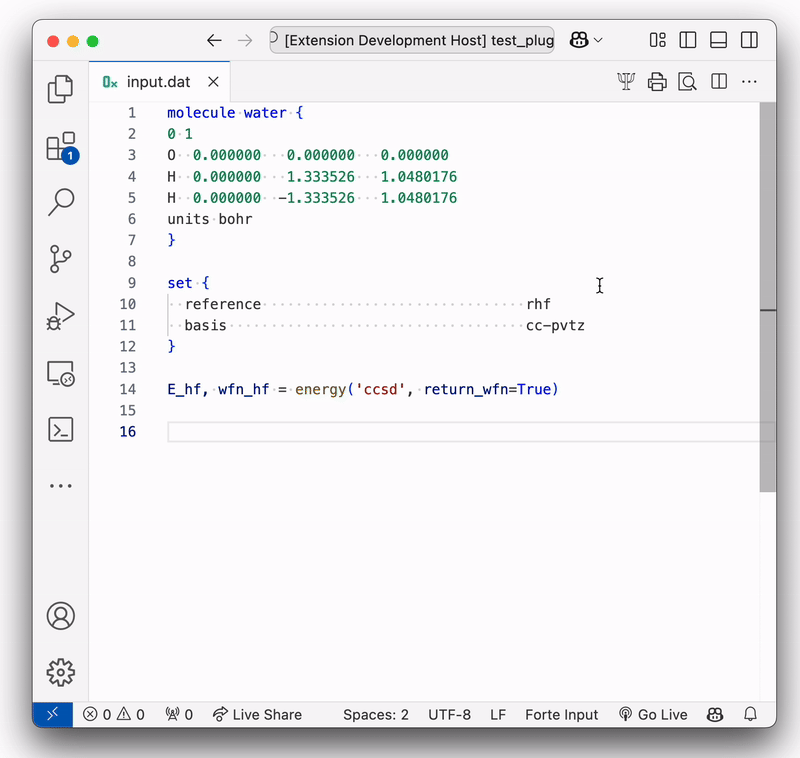 [Extension Development Host] test_plug
input.dat
1 molecule water {
2 0 1
3 O  0.000000   0.000000   0.000000
4 H  0.000000   1.333526   1.0480176
5 H  0.000000  -1.333526   1.0480176
6 units bohr
7 }
8
9 set {
10   reference                              rhf
11   basis                                  cc-pvtz
12 }
13
14 E_hf, wfn_hf = energy('ccsd', return_wfn=True)
15
16
1
0 0 0 Live Share Spaces: 2 UTF-8 LF Forte Input Go Live